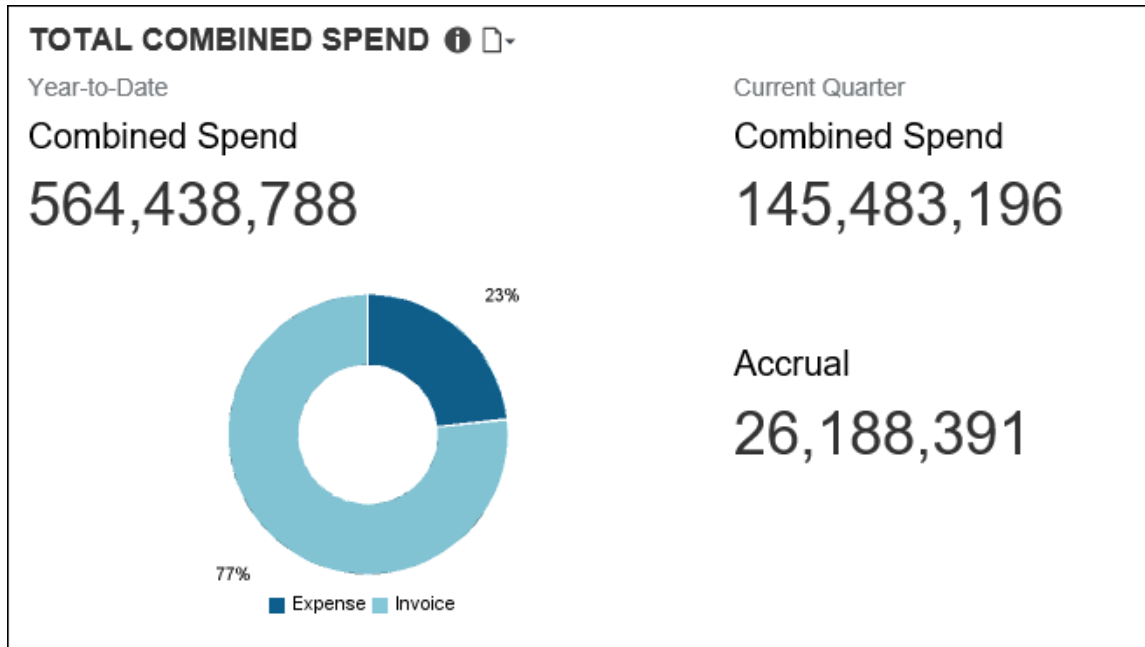 TOTAL COMBINED SPEND
Year-to-Date
Combined Spend
564,438,788
Current Quarter
Combined Spend
145,483,196
23%
77%
Expense Invoice
Accrual
26,188,391